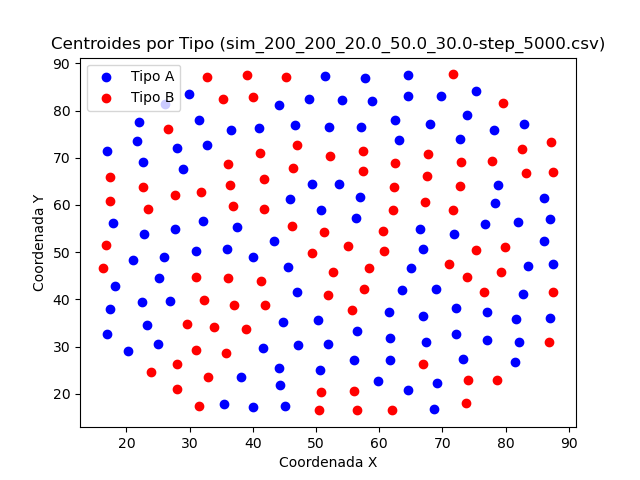 Centroides por Tipo (sim_200_200_20.0_50.0_30.0-step_5000.csv)
Tipo A
Tipo B
Coordenada Y
90
80
70
60
50
40
30
20
20 30 40 50 60 70 80 90
Coordenada X